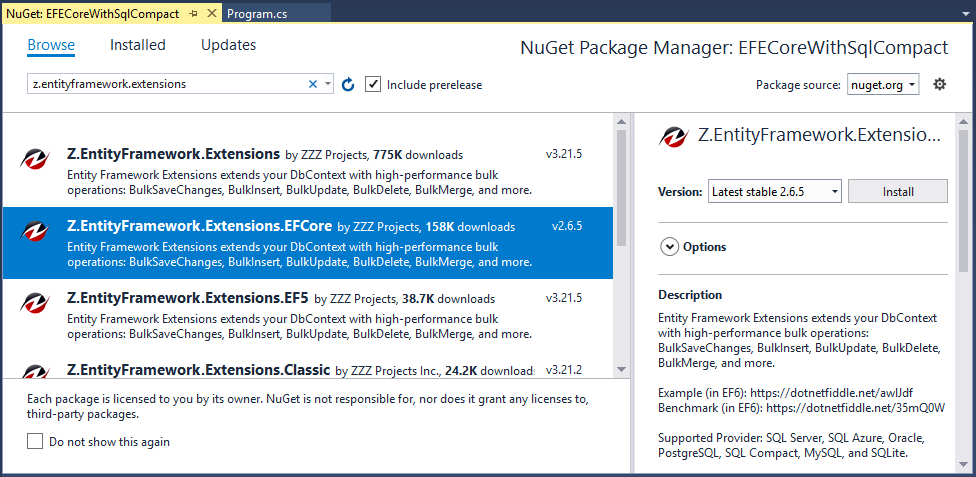 NuGet: EFECoreWithSqlCompact
Program.cs
Browse Installed Updates
NuGet Package Manager: EFECoreWithSqlCompact
z.entityframework.extensions
Include prerelease
Package source: nuget.org
Z.EntityFramework.Extensions by ZZZ Projects, 775K downloads v3.21.5
Entity Framework Extensions extends your DbContext with high-performance bulk
operations: BulkSaveChanges, BulkInsert, BulkUpdate, BulkDelete, BulkMerge, and more.
Z.EntityFramework.Extensions.EFCore by ZZZ Projects, 158K downloads v2.6.5
Entity Framework Extensions extends your DbContext with high-performance bulk
operations: BulkSaveChanges, BulkInsert, BulkUpdate, BulkDelete, BulkMerge, and more.
Z.EntityFramework.Extensions.EF5 by ZZZ Projects, 38.7K downloads v3.21.5
Entity Framework Extensions extends your DbContext with high-performance bulk
operations: BulkSaveChanges, BulkInsert, BulkUpdate, BulkDelete, BulkMerge, and more.
Z.EntityFramework.Extensions.Classic by ZZZ Projects Inc., 24.2K downloads v3.21.2
Each package is licensed to you by its owner. NuGet is not responsible, nor does it grant any licenses to,
third-party packages.
Do not show this again
Z.EntityFramework.Extensio...
Version: Latest stable 2.6.5 Install
Options
Description
Entity Framework Extensions extends your DbContext
with high-performance bulk operations:
BulkSaveChanges, BulkInsert, BulkUpdate, BulkDelete,
BulkMerge, and more.
Example (in EF6): https://dotnetfiddle.net/awlJdf
Benchmark (in EF6): https://dotnetfiddle.net/35mQ0W
Supported Provider: SQL Server, SQL Azure, Oracle,
PostgreSQL, SQL Compact, MySQL, and SQLite.